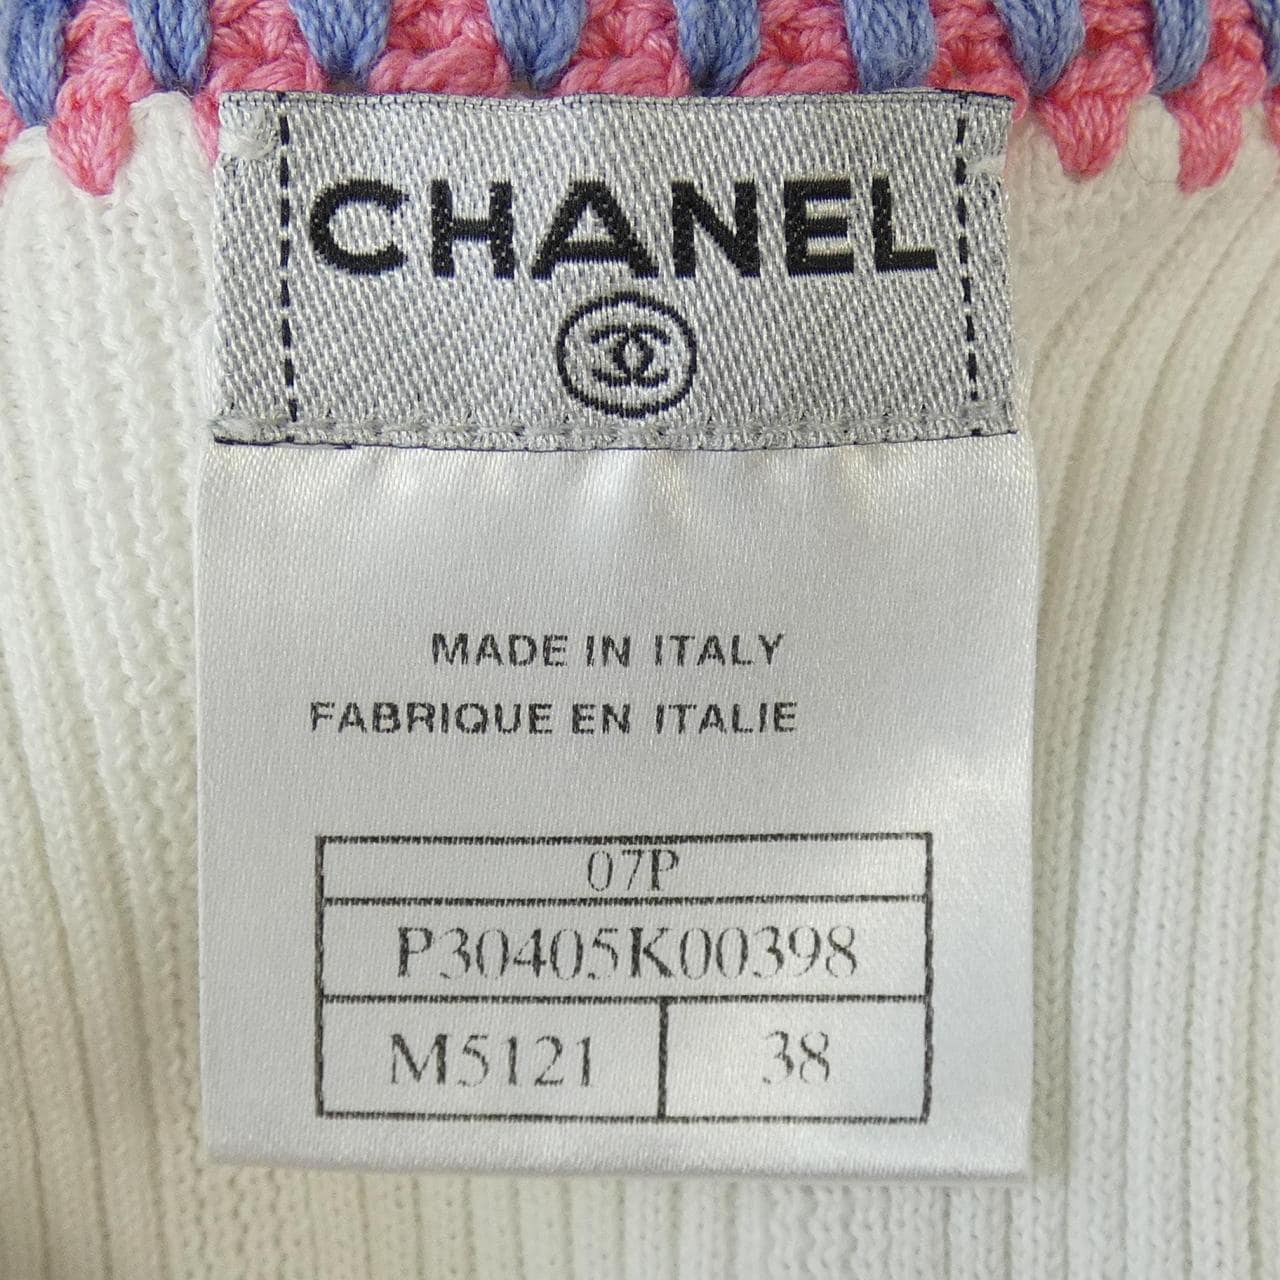 CHANEL
MADE IN ITALY
FABRIQUE EN ITALIE
07P
P30405K00398
M5121 38